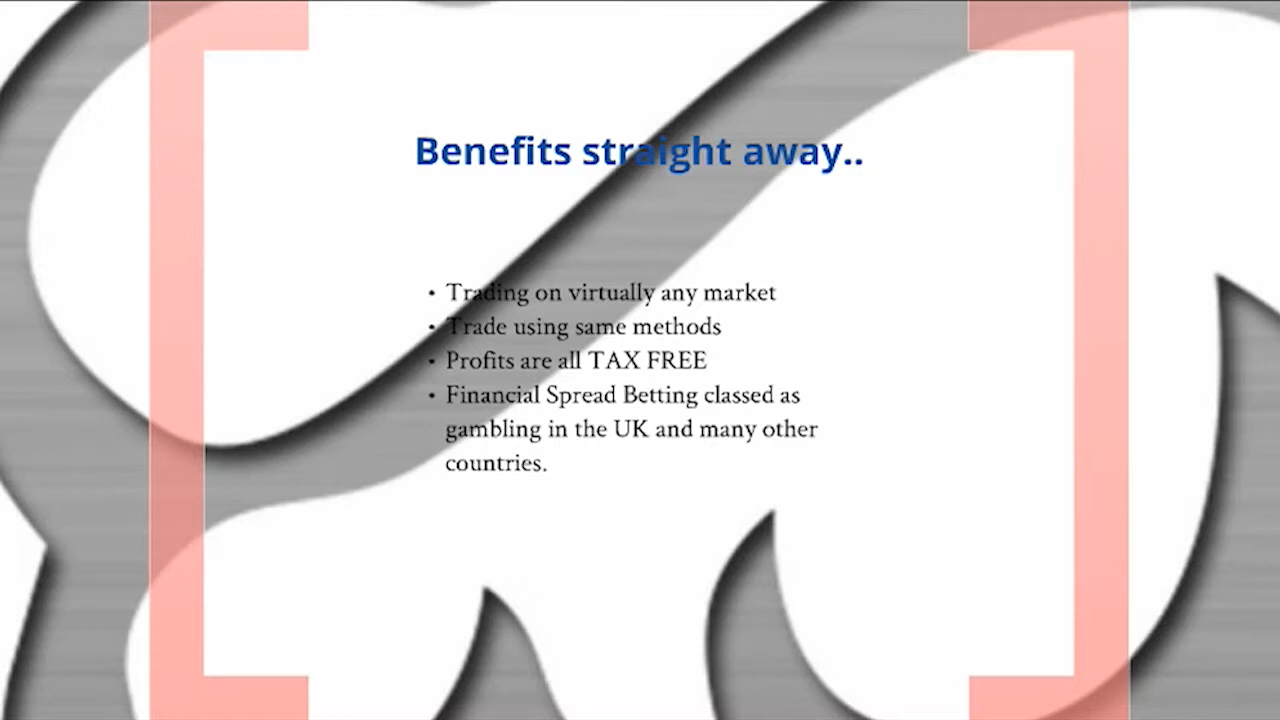 Benefits straight away..
• Trading on virtually any market
• Trade using same methods
• Profits are all TAX FREE
• Financial Spread Betting classed as
gambling in the UK and many other
countries.